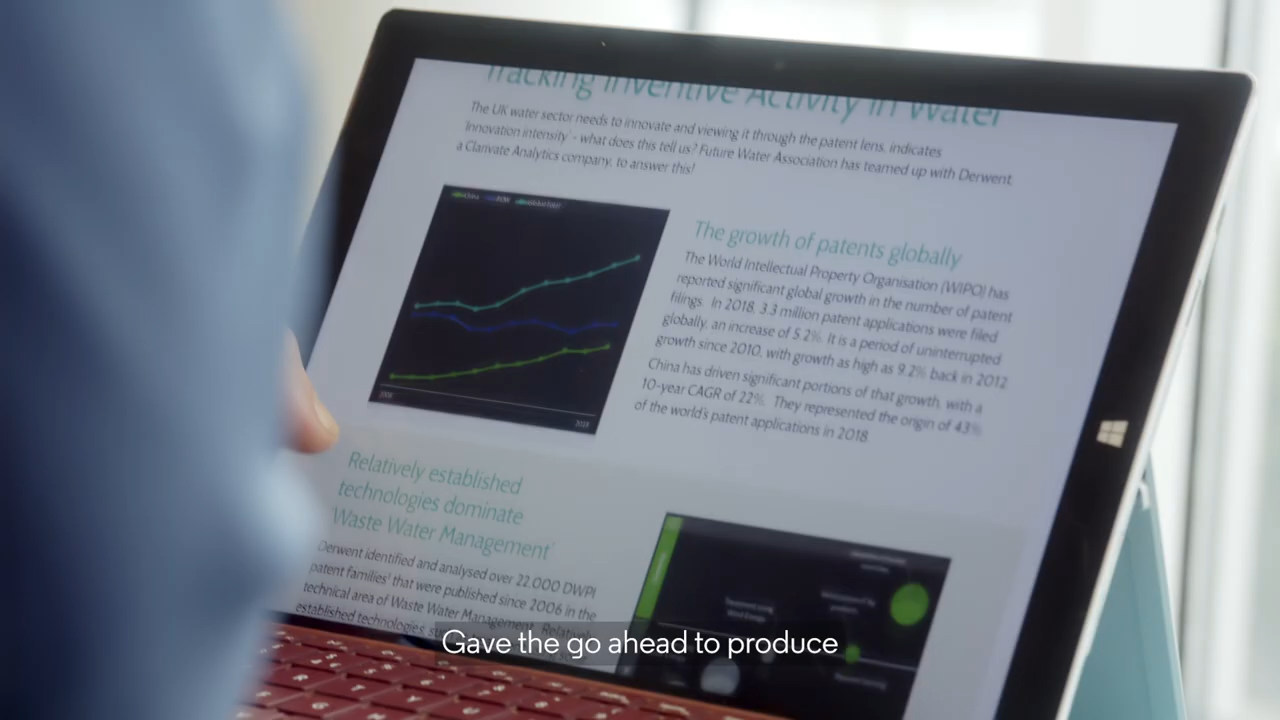 Tracking Inventive Activity in Water
The UK water sector needs to innovate and viewing it through the patent lens, indicates
'Innovation intensity' - what does this tell us? Future Water Association has teamed up with Derwent,
a Clarivate Analytics company, to answer this!
The growth of patents globally
The World Intellectual Property Organisation (WIPO) has
reported significant global growth in the number of patent
filings. In 2018, 3.3 million patent applications were filed
globally, an increase of 5.2%. It is a period of uninterrupted
growth since 2010, with growth as high as 9.2% back in 2012
China has driven significant portions of that growth, with a
10-year CAGR of 22%. They represented the origin of 43%
of the world's patent applications in 2018.
2018
Relatively established
technologies dominate
'Waste Water Management'
Derwent identified and analysed over 22,000 DWPI
patent families¹ that were published since 2006 in the
technical area of Waste Water Management. Relatively
established technologies
Gave the go ahead to produce